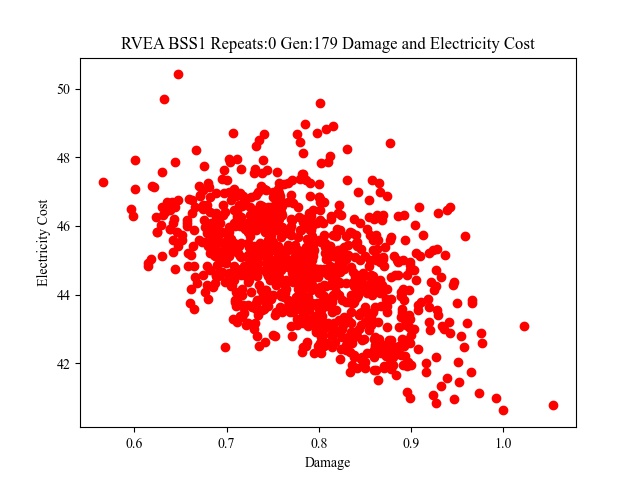 RVEA BSS1 Repeats:0 Gen:179 Damage and Electricity Cost
50
48
46
44
42
Electricity Cost
0.6 0.7 0.8 0.9 1.0
Damage